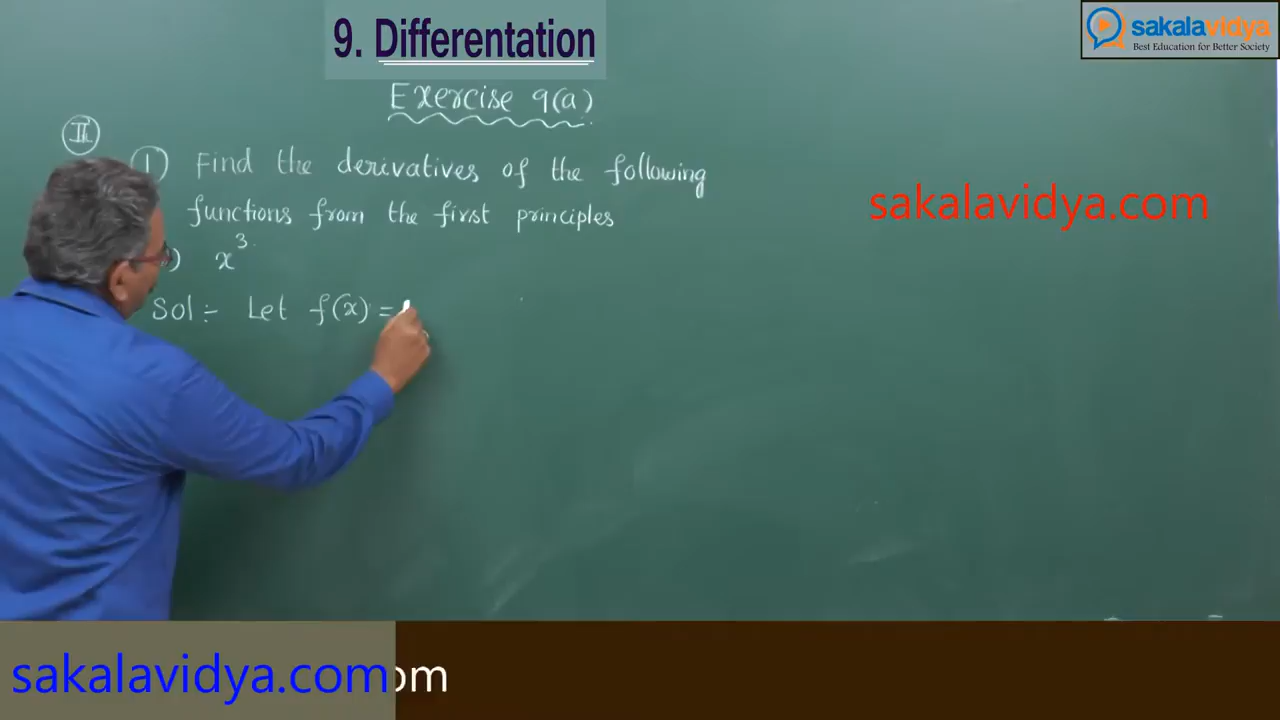 9. Differentation
sakalavidya
Best Education for Better Society
Exercise 9(a)
II
1) Find the derivatives of the following
functions from the first principles
sakalavidya.com
) x³
Sol :- Let f(x) =
sakalavidya.com
om